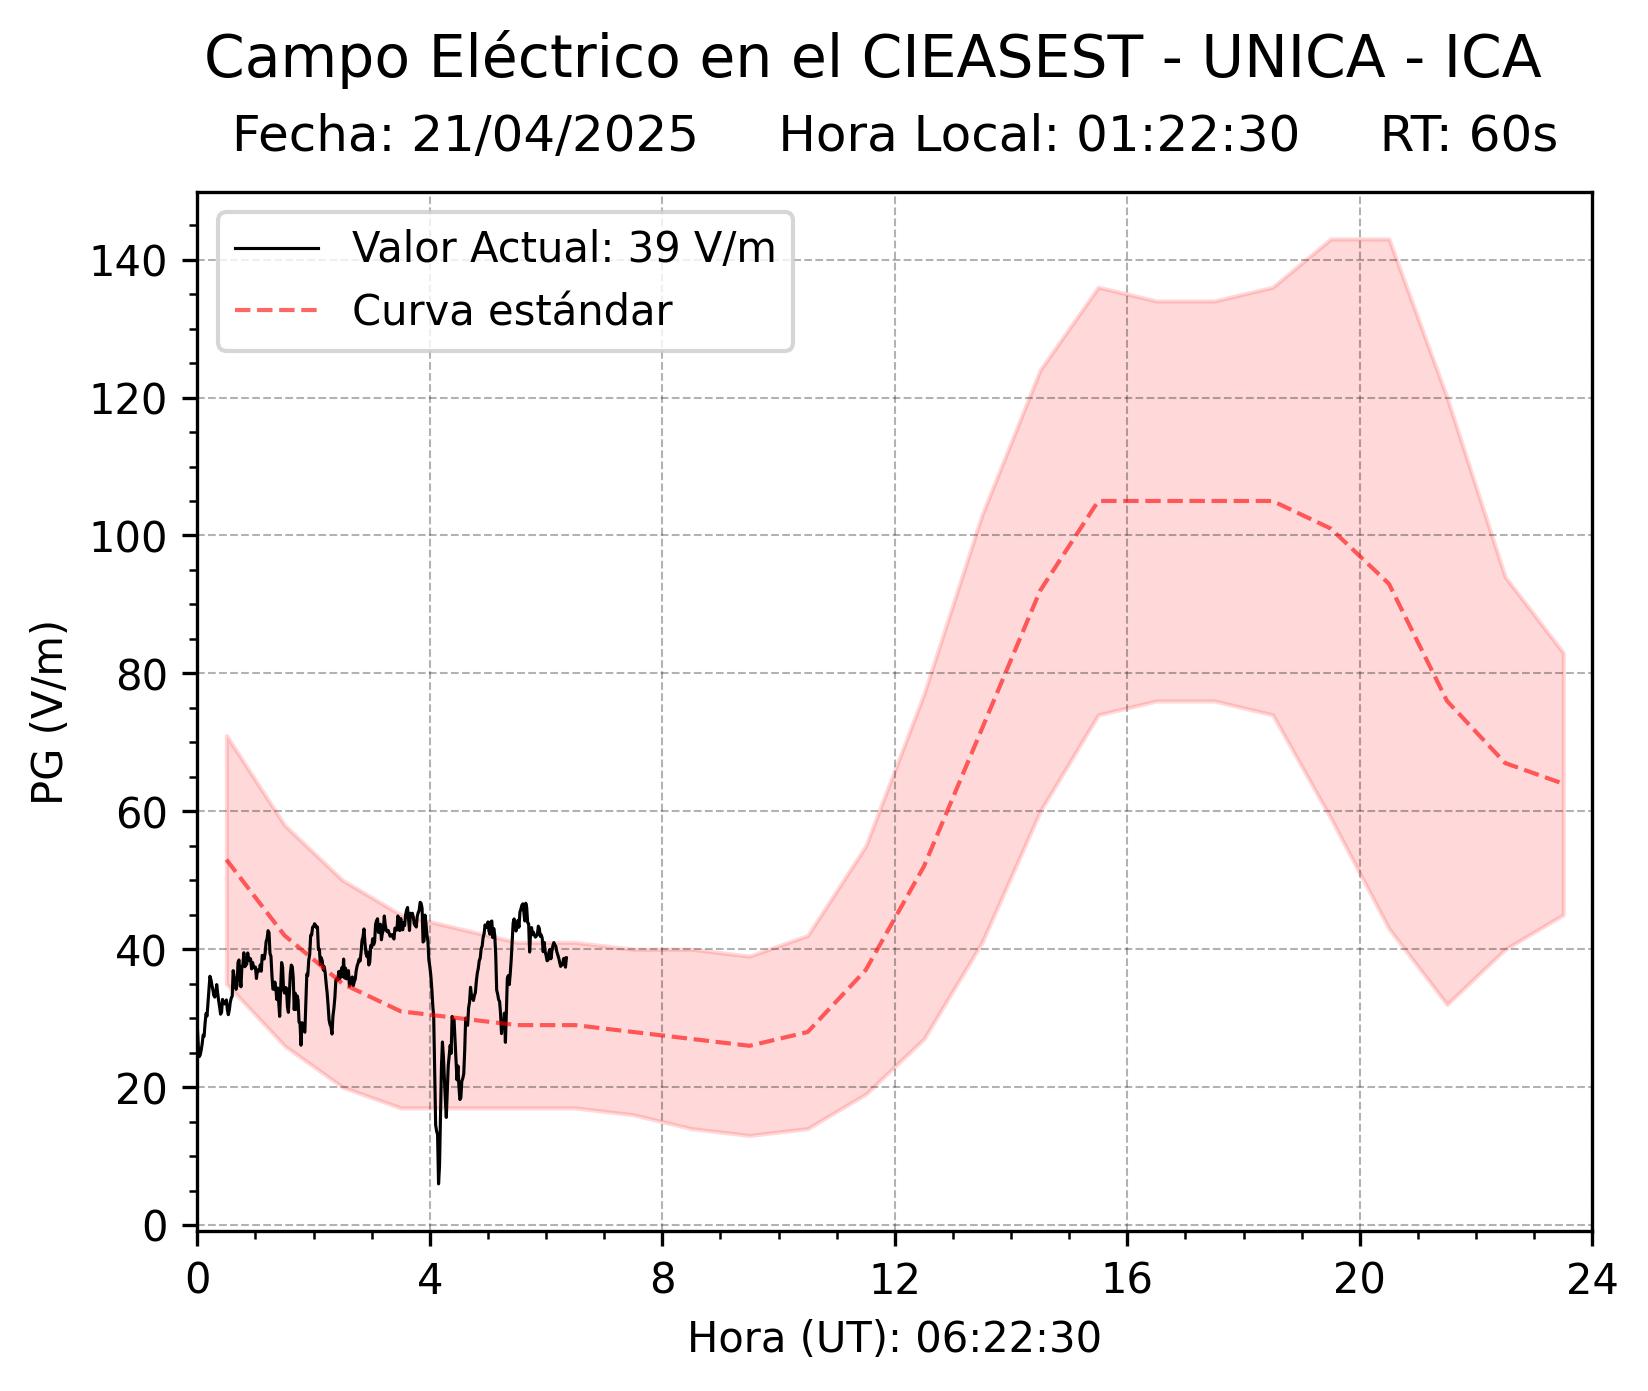 Campo Eléctrico en el CIEASEST - UNICA - ICA
Fecha: 21/04/2025 Hora Local: 01:22:30 RT: 60s
Valor Actual: 39 V/m
Curva estándar
PG (V/m)
140
120
100
80
60
40
20
0
0 4 8 12 16 20 24
Hora (UT): 06:22:30